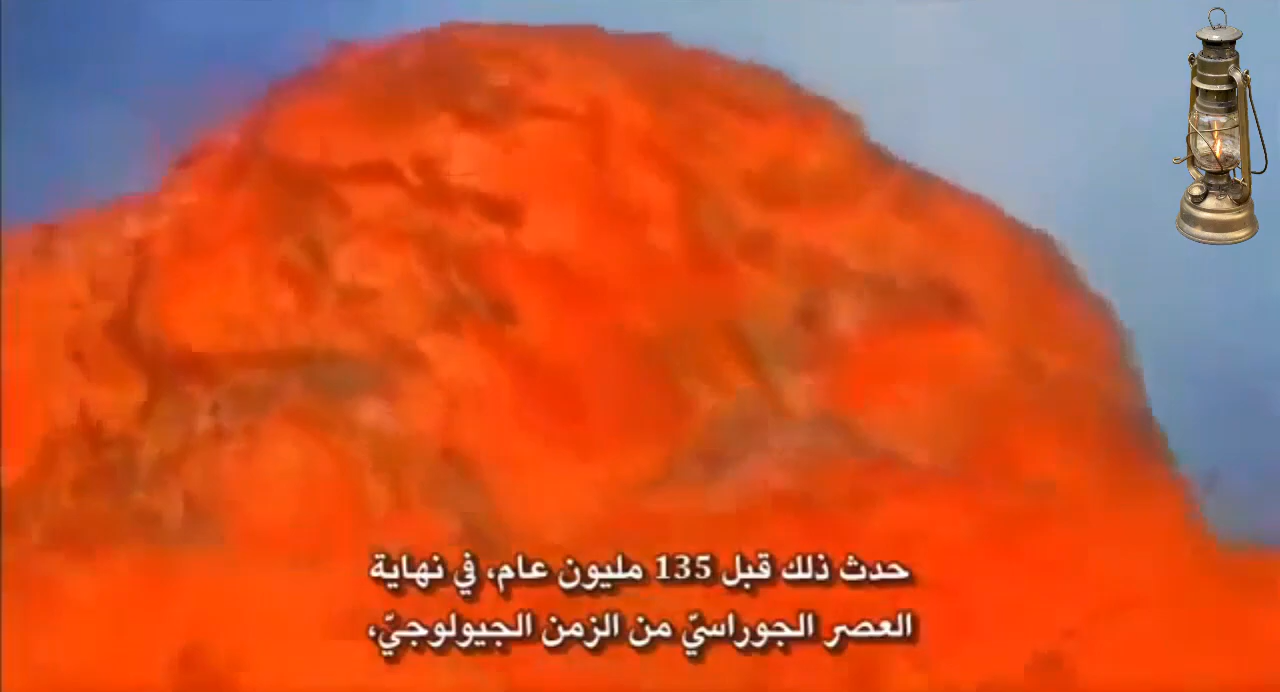 حدث ذلك قبل 135 مليون عام، في نهاية
العصر الجوراسيّ من الزمن الجيولوجيّ،